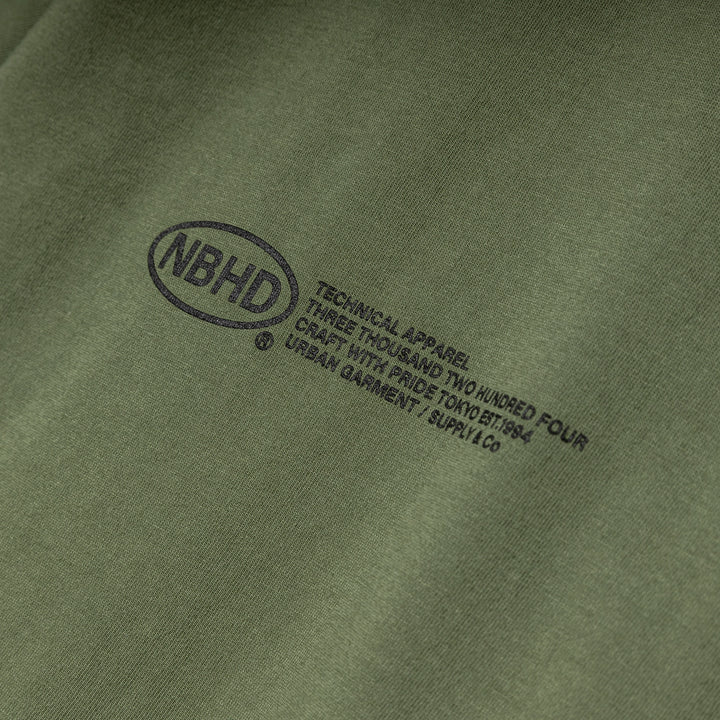 NBHD
®
TECHNICAL APPAREL
THREE THOUSAND TWO HUNDRED FOUR
CRAFT WITH PRIDE TOKYO EST.1994
URBAN GARMENT / SUPPLY & CO